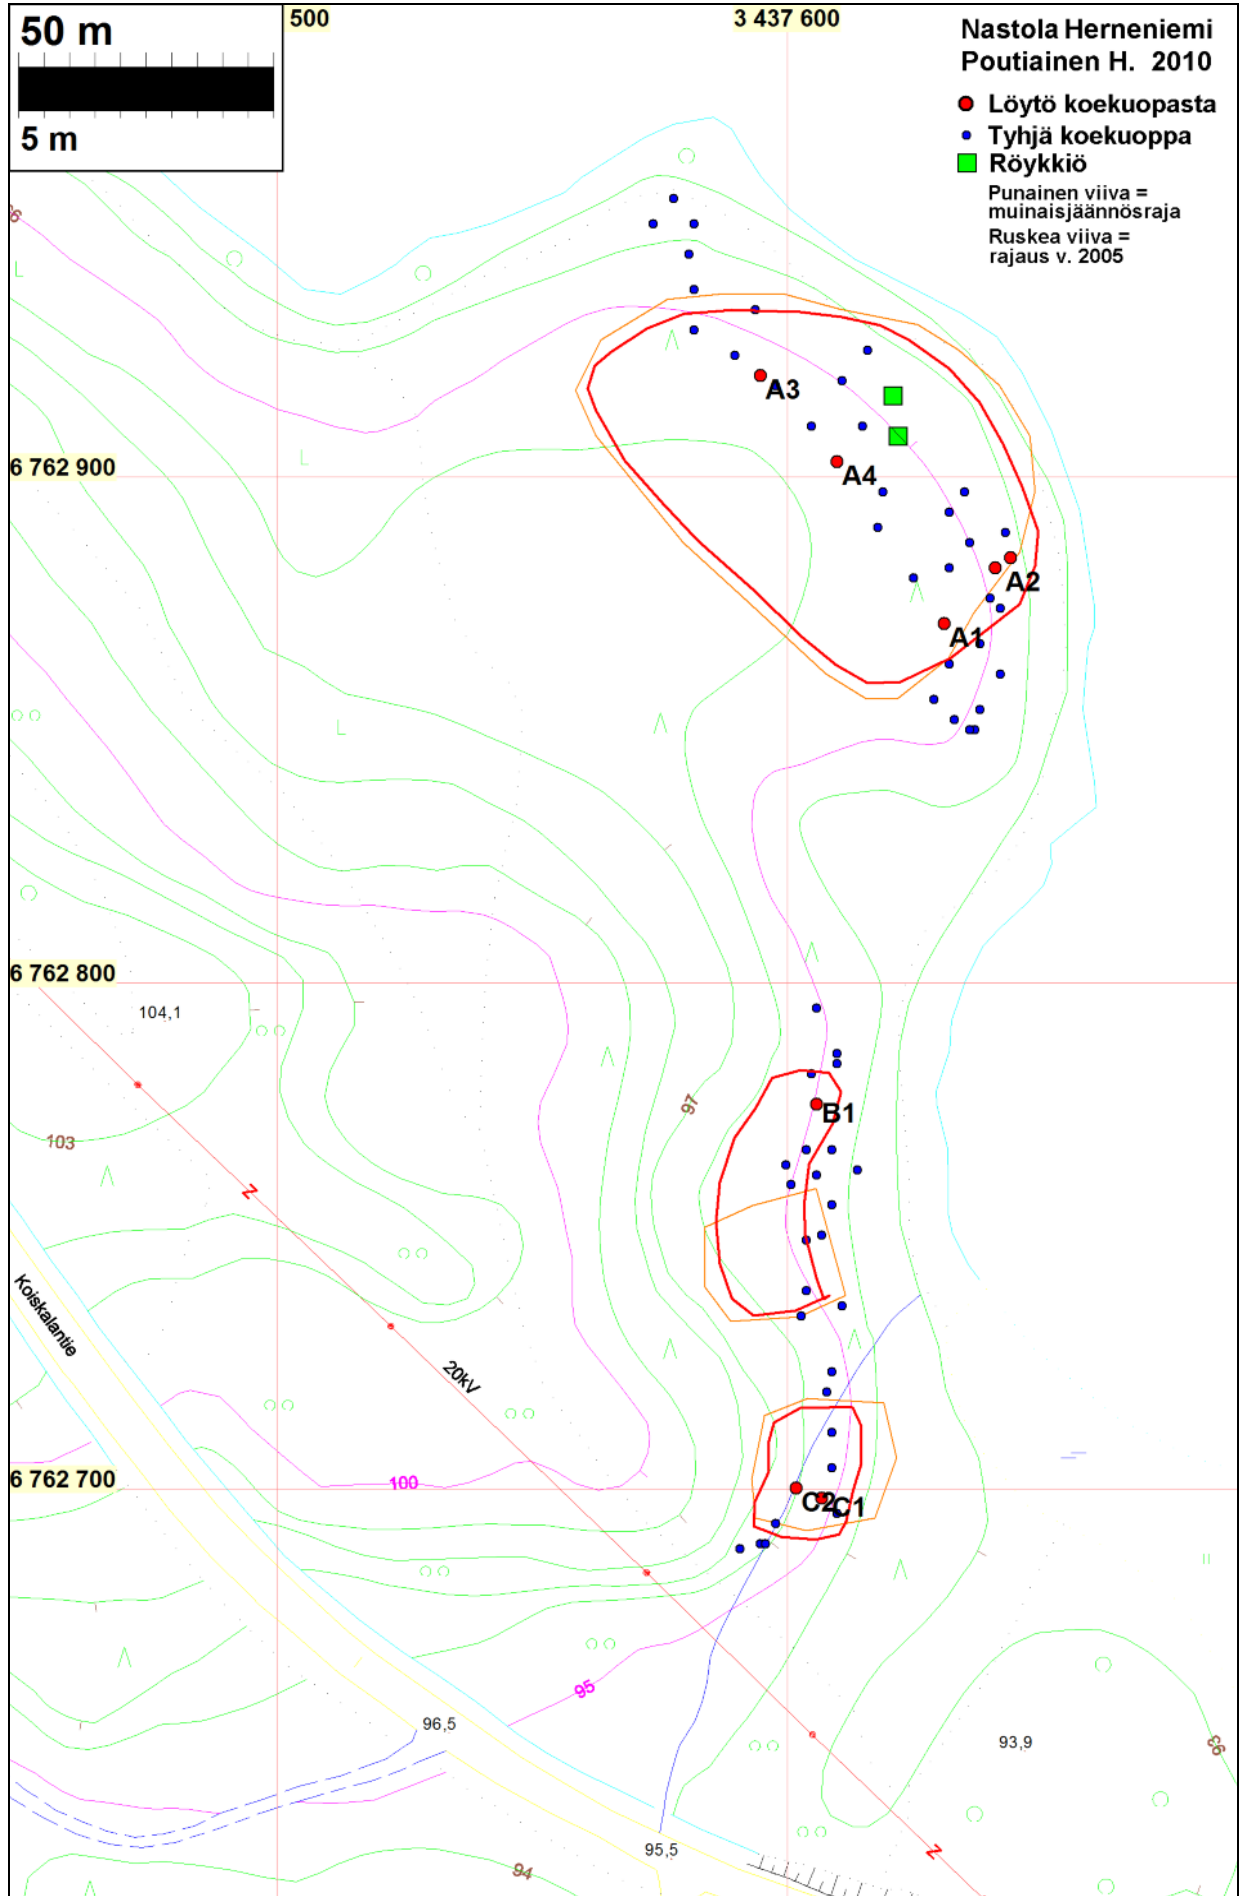 50 m
5 m
500
3 437 600
Nastola Herneniemi
Poutiainen H. 2010
Löytö koekuopasta
Tyhjä koekuoppa
Röykkiö
Punainen viiva =
muinaisjäännösraja
Ruskea viiva =
rajaus v. 2005
A3
6 762 900
A4
A2
A1
6 762 800
104,1
97
B1
103
Z
Koiskalantie
20kV
6 762 700
100
C2
C1
95
96,5
93,9
93
95,5
Z
94